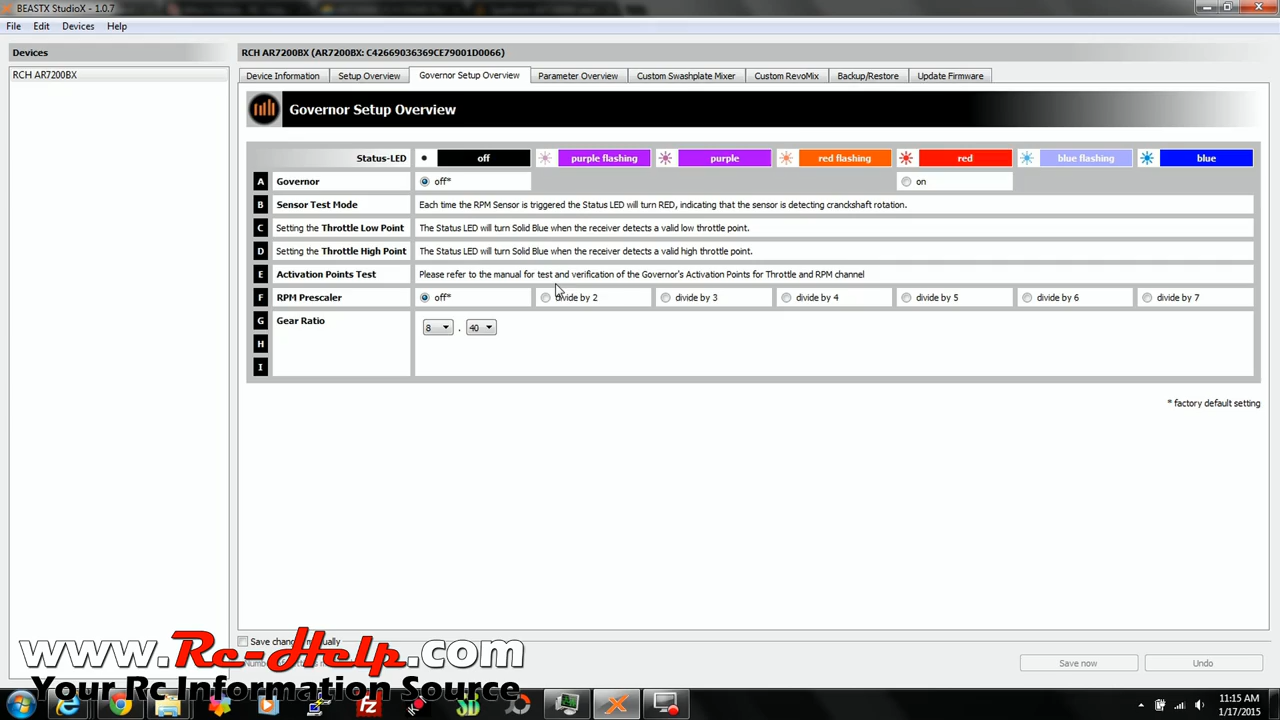 BEASTX StudioX - 1.0.7
File Edit Devices Help
Devices
RCH AR7200BX
RCH AR7200BX (AR7200BX: C42669036369CE79001D0066)
Device Information Setup Overview Governor Setup Overview Parameter Overview Custom Swashplate Mixer Custom RevoMix Backup/Restore Update Firmware
Governor Setup Overview
Status-LED off purple flashing purple red flashing red blue flashing blue
A Governor off* on
B Sensor Test Mode Each time the RPM Sensor is triggered the Status LED will turn RED, indicating that the sensor is detecting crankshaft rotation.
C Setting the Throttle Low Point The Status LED will turn Solid Blue when the receiver detects a valid low throttle point.
D Setting the Throttle High Point The Status LED will turn Solid Blue when the receiver detects a valid high throttle point.
E Activation Points Test Please refer to the manual for test and verification of the Governor's Activation Points for Throttle and RPM channel
F RPM Prescaler off* divide by 2 divide by 3 divide by 4 divide by 5 divide by 6 divide by 7
G Gear Ratio 8 . 40
H
I
* factory default setting
Save changes manually
Save now Undo
www.Rc-Help.com
Your Rc Information Source
11:15 AM
1/17/2015